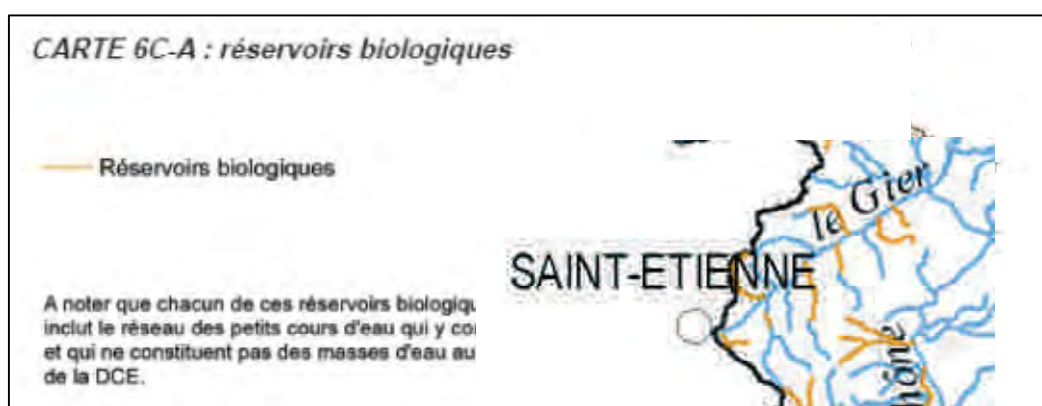 CARTE 6C-A : réservoirs biologiques
Réservoirs biologiques
le Gier
SAINT-ETIENNE
A noter que chacun de ces réservoirs biologiqu
inclut le réseau des petits cours d'eau qui y co
et qui ne constituent pas des masses d'eau au
de la DCE.
hône